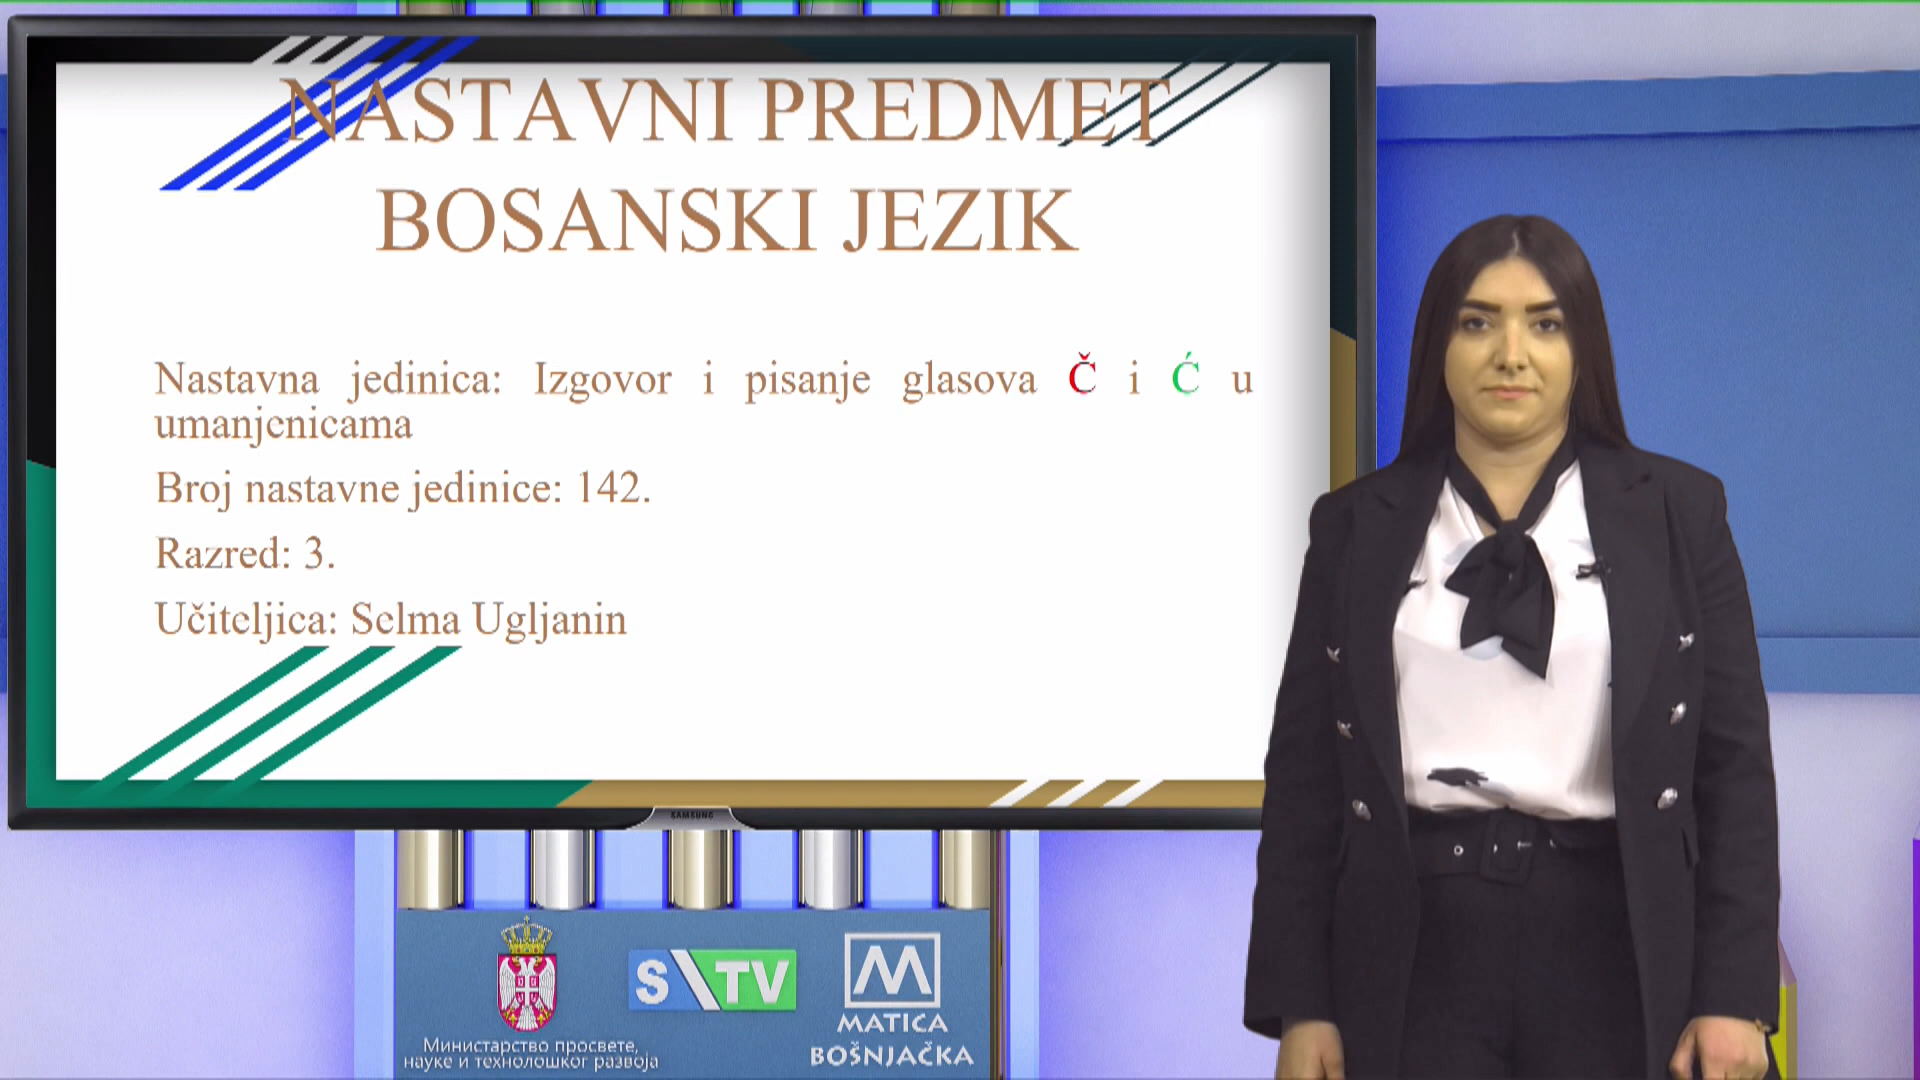 NASTAVNI PREDMET
BOSANSKI JEZIK
Nastavna jedinica: Izgovor i pisanje glasova Č i Ć u
umanjenicama
Broj nastavne jedinice: 142.
Razred: 3.
Učiteljica: Selma Ugljanin
SAMSUNG
Министарство просвете,
науке и технолошког развоја
S TV
MATICA
BOŠNJAČKA